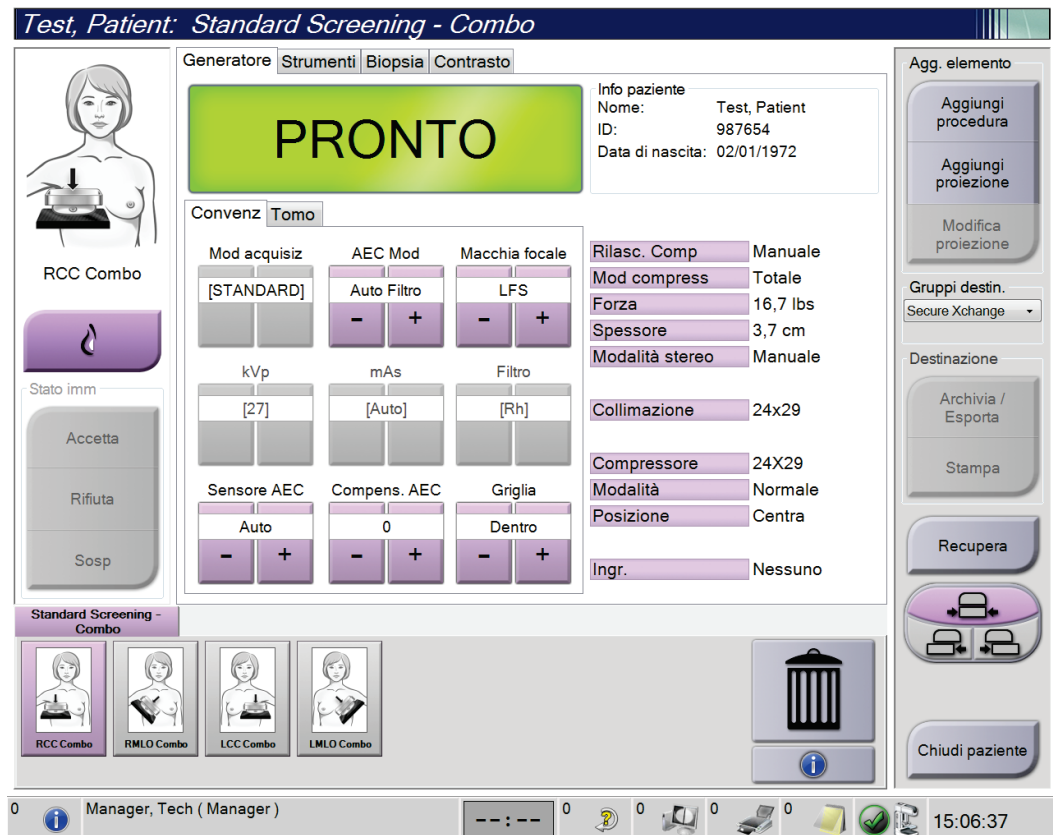 Test, Patient: Standard Screening - Combo
RCC Combo
Stato imm
Accetta
Rifiuta
Sosp
Generatore Strumenti Biopsia Contrasto
PRONTO
Info paziente
Nome: Test, Patient
ID: 987654
Data di nascita: 02/01/1972
Convenz Tomo
Mod acquisiz AEC Mod Macchia focale
[STANDARD] Auto Filtro LFS
- + - +
kVp mAs Filtro
[27] [Auto] [Rh]
Sensore AEC Compens. AEC Griglia
Auto 0 Dentro
- + - + - +
Rilasc. Comp Manuale
Mod compress Totale
Forza 16,7 lbs
Spessore 3,7 cm
Modalità stereo Manuale
Collimazione 24x29
Compressore 24X29
Modalità Normale
Posizione Centra
Ingr. Nessuno
Agg. elemento
Aggiungi
procedura
Aggiungi
proiezione
Modifica
proiezione
Gruppi destin.
Secure Xchange
Destinazione
Archivia /
Esporta
Stampa
Recupera
Chiudi paziente
Standard Screening -
Combo
RCC Combo RMLO Combo LCC Combo LMLO Combo
0 Manager, Tech ( Manager ) --:-- 0 0 0 0 15:06:37